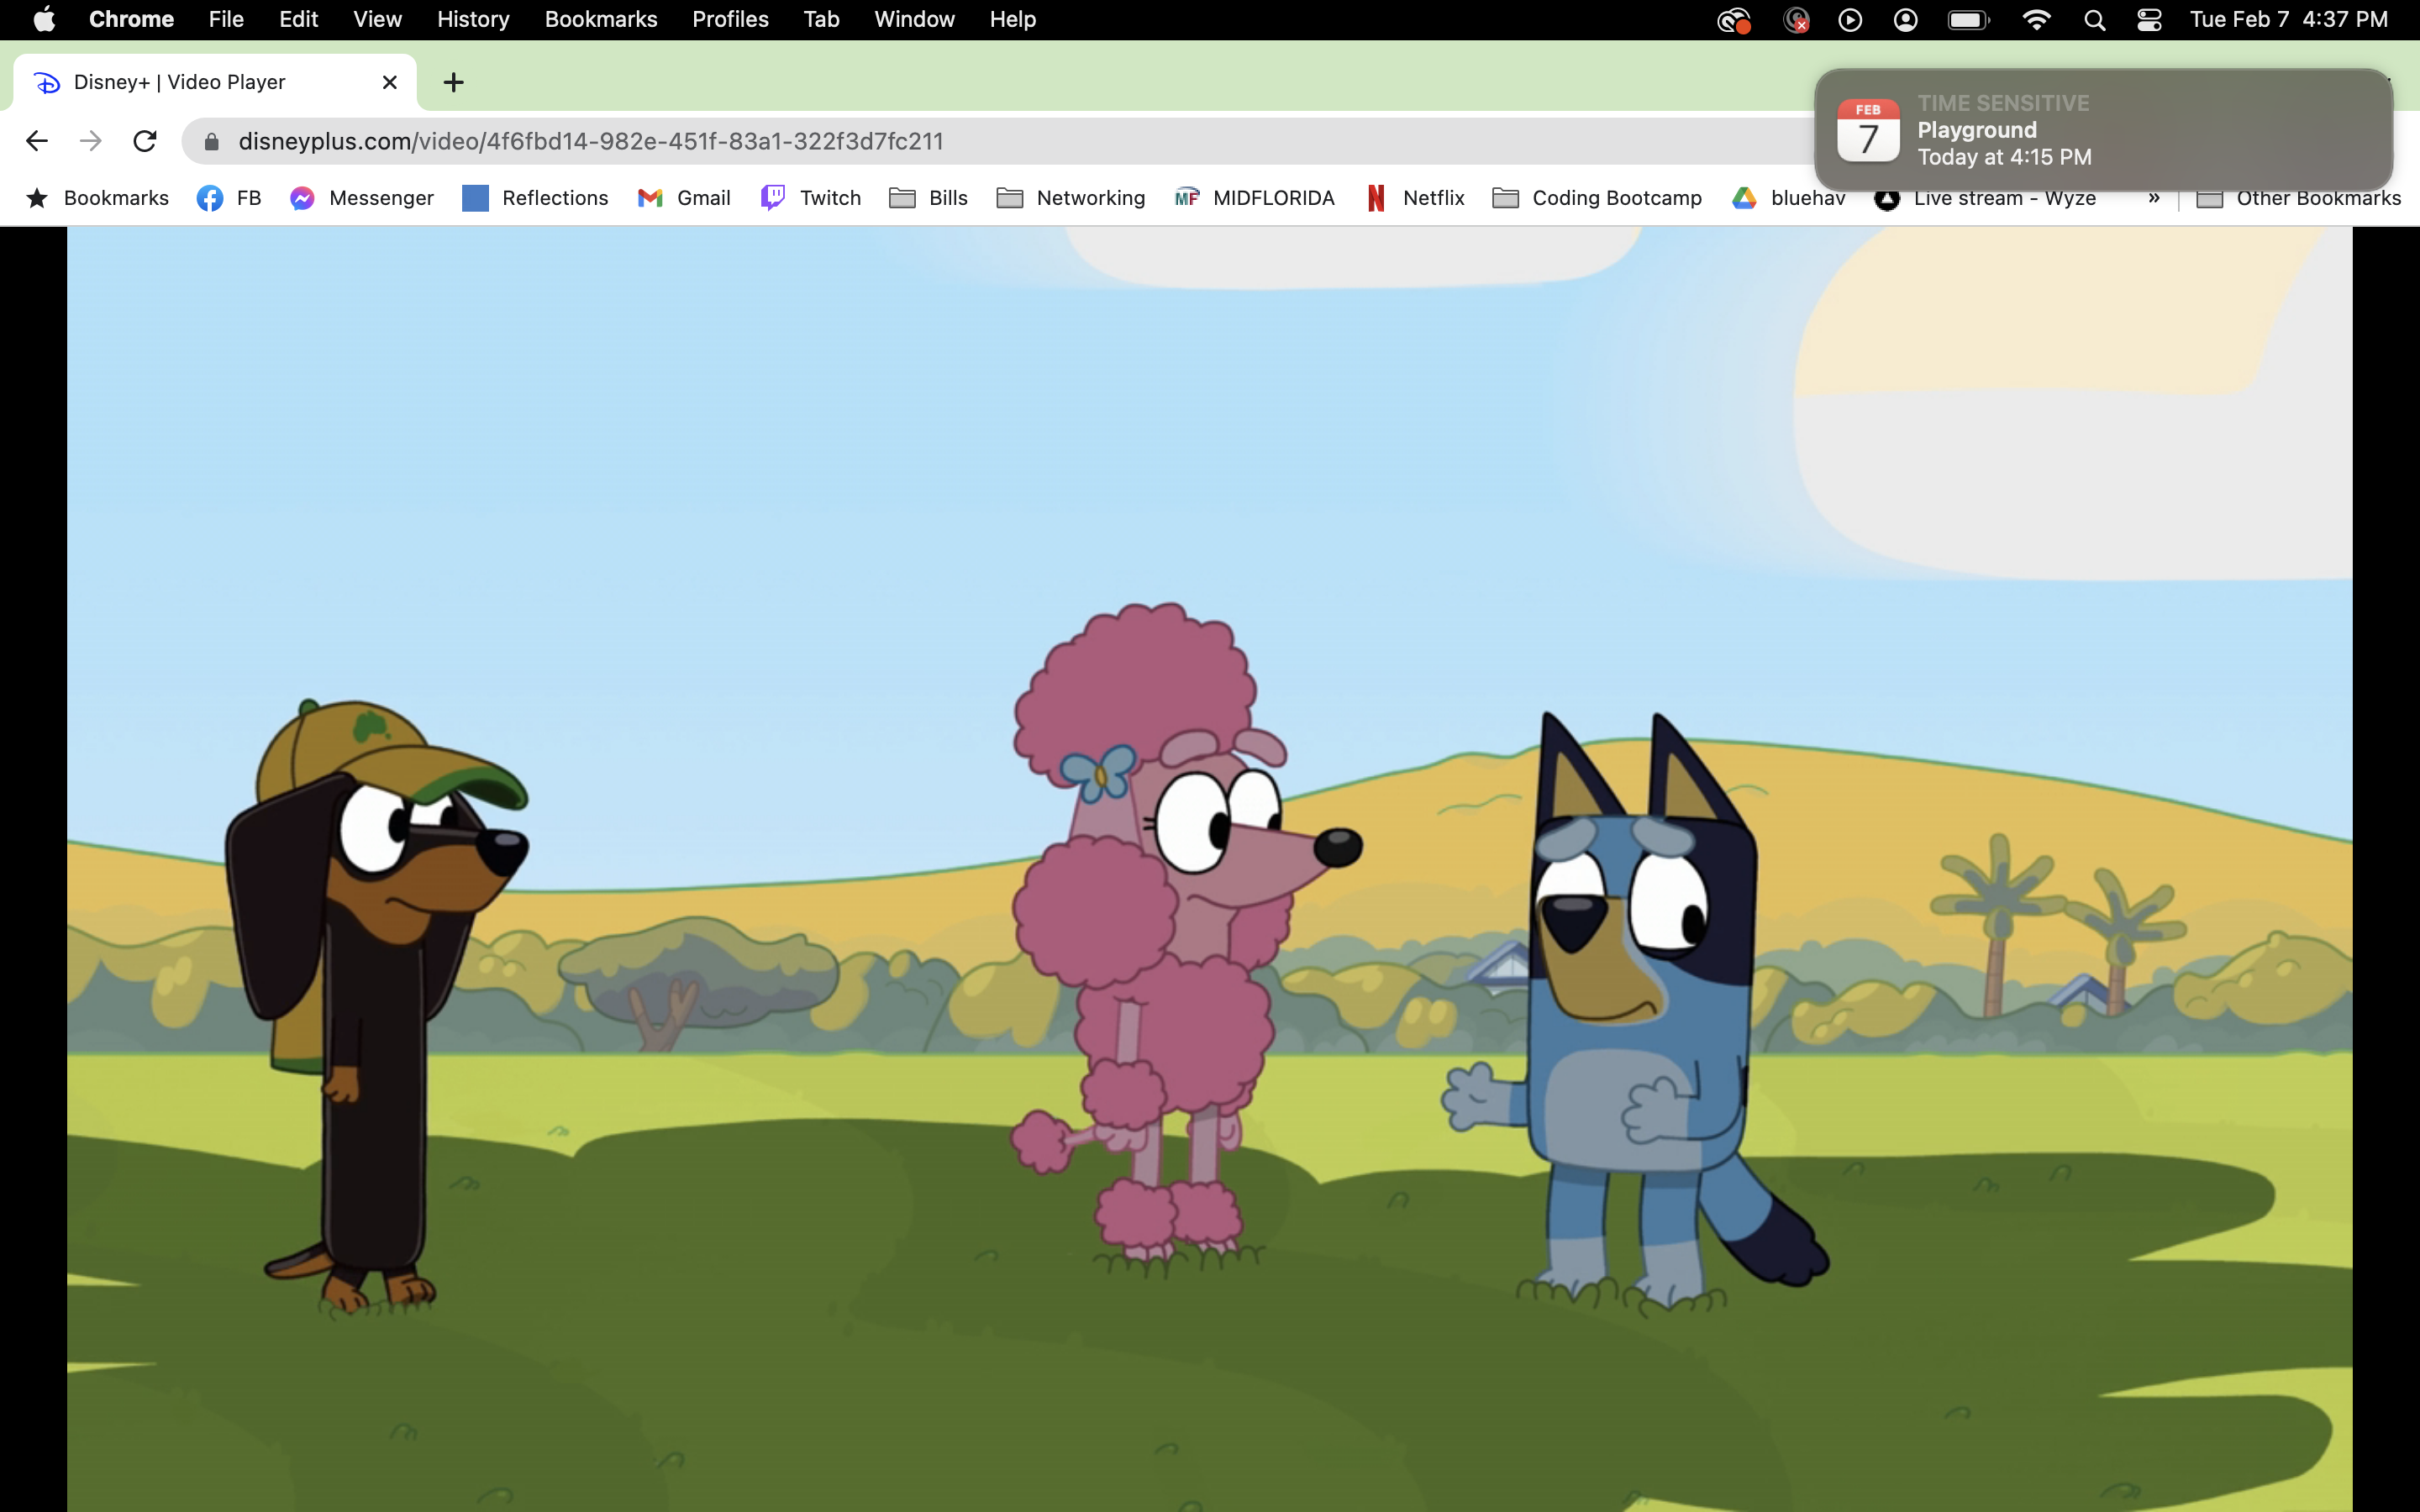 Chrome File Edit View History Bookmarks Profiles Tab Window Help Tue Feb 7 4:37 PM
Disney+ | Video Player
FEB
7
TIME SENSITIVE
Playground
Today at 4:15 PM
disneyplus.com/video/4f6fbd14-982e-451f-83a1-322f3d7fc211
Bookmarks FB Messenger Reflections Gmail Twitch Bills Networking MF MIDFLORIDA N Netflix Coding Bootcamp bluehav Live stream - Wyze » Other Bookmarks